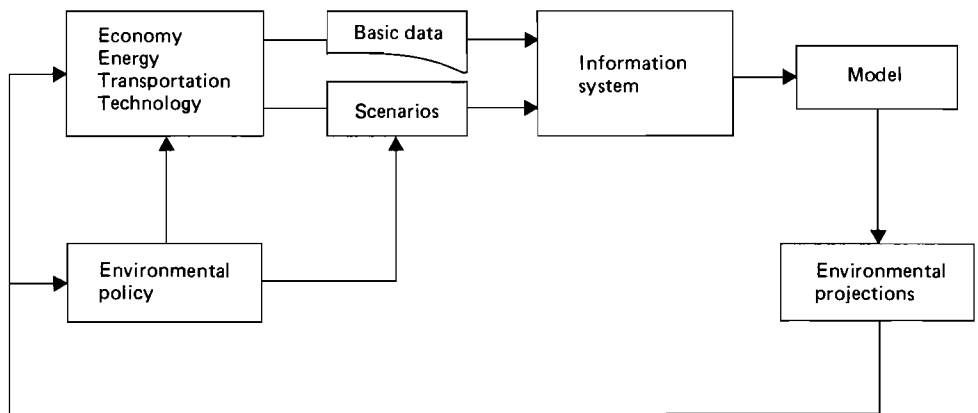 Economy
Energy
Transportation
Technology
Basic data
Scenarios
Information
system
Model
Environmental
policy
Environmental
projections